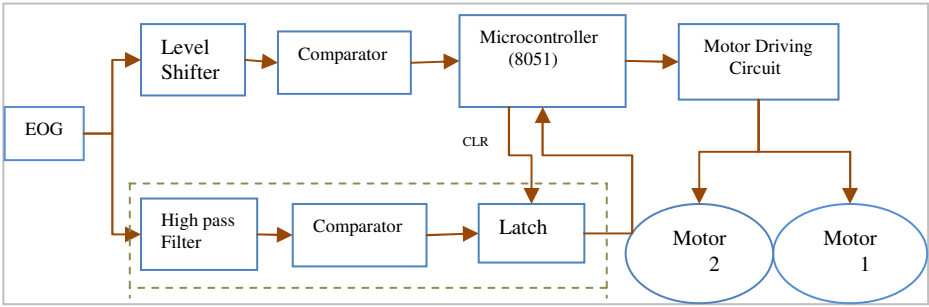 EOG
Level
Shifter
Comparator
Microcontroller
(8051)
Motor Driving
Circuit
CLR
High pass
Filter
Comparator
Latch
Motor
2
Motor
1